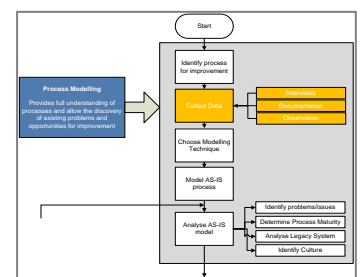 Start
Identify process
for improvement
Process Modelling
Provides full understanding of
processes and allow the discovery
of existing problems and
opportunities for improvement
Collect Data
Interviews
Documentation
Observation
Choose Modelling
Technique
Model AS-IS
process
Analyse AS-IS
model
Identify problems/issues
Determine Process Maturity
Analyse Legacy System
Identify Culture